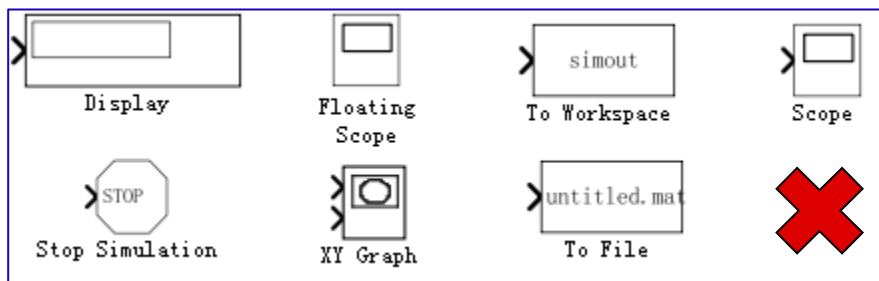 simout
Display
Floating
Scope
To Workspace
Scope
STOP
untitled.mat
Stop Simulation
XY Graph
To File